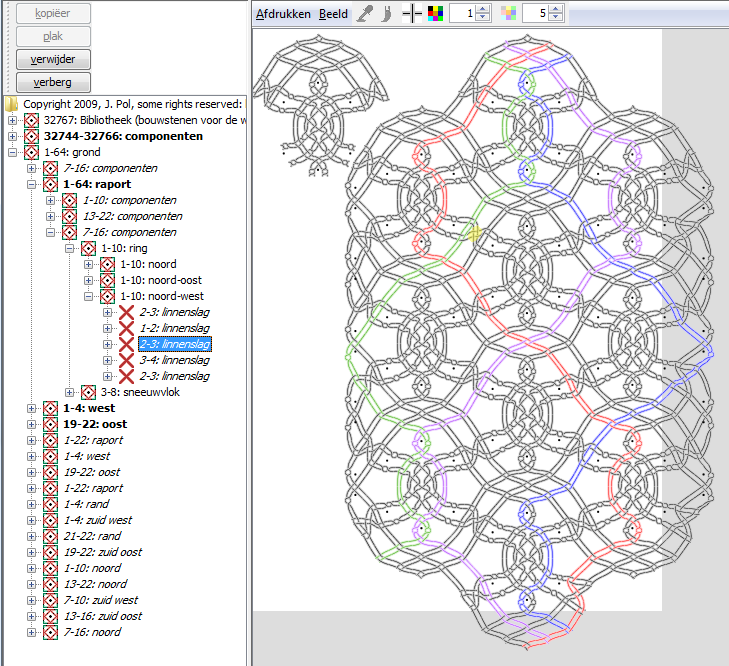 kopiëer
plak
verwijder
verberg
Afdrukken Beeld 1 5
Copyright 2009, J. Pol, some rights reserved:
32767: Bibliotheek (bouwstenen voor de w
32744-32766: componenten
1-64: grond
7-16: componenten
1-64: raport
1-10: componenten
13-22: componenten
7-16: componenten
1-10: ring
1-10: noord
1-10: noord-oost
1-10: noord-west
2-3: linnenslag
1-2: linnenslag
2-3: linnenslag
3-4: linnenslag
2-3: linnenslag
3-8: sneeuwvlok
1-4: west
19-22: oost
1-22: raport
1-4: west
19-22: oost
1-22: raport
1-4: rand
1-4: zuid west
21-22: rand
19-22: zuid oost
1-10: noord
13-22: noord
7-10: zuid west
13-16: zuid oost
7-16: noord